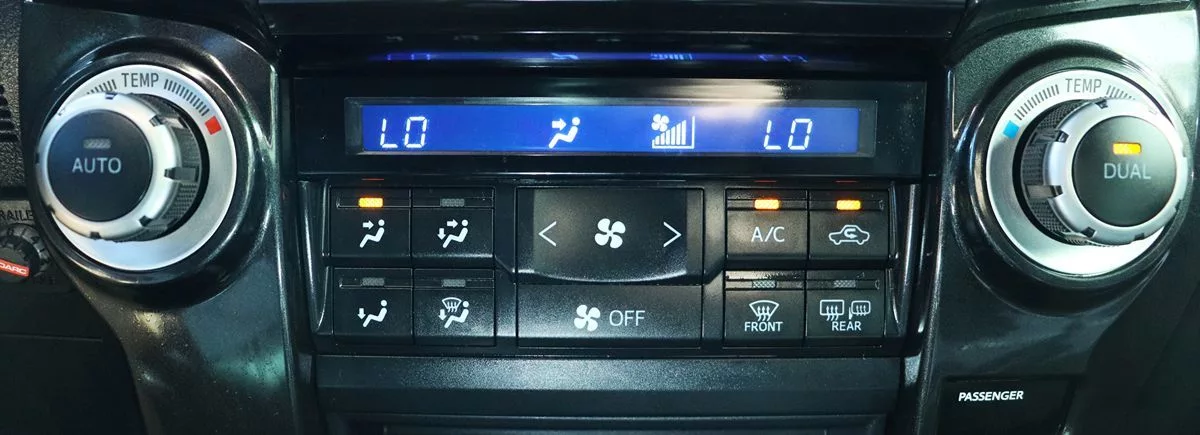 TEMP
AUTO
LO
LO
TEMP
DUAL
A/C
OFF
FRONT
REAR
PASSENGER